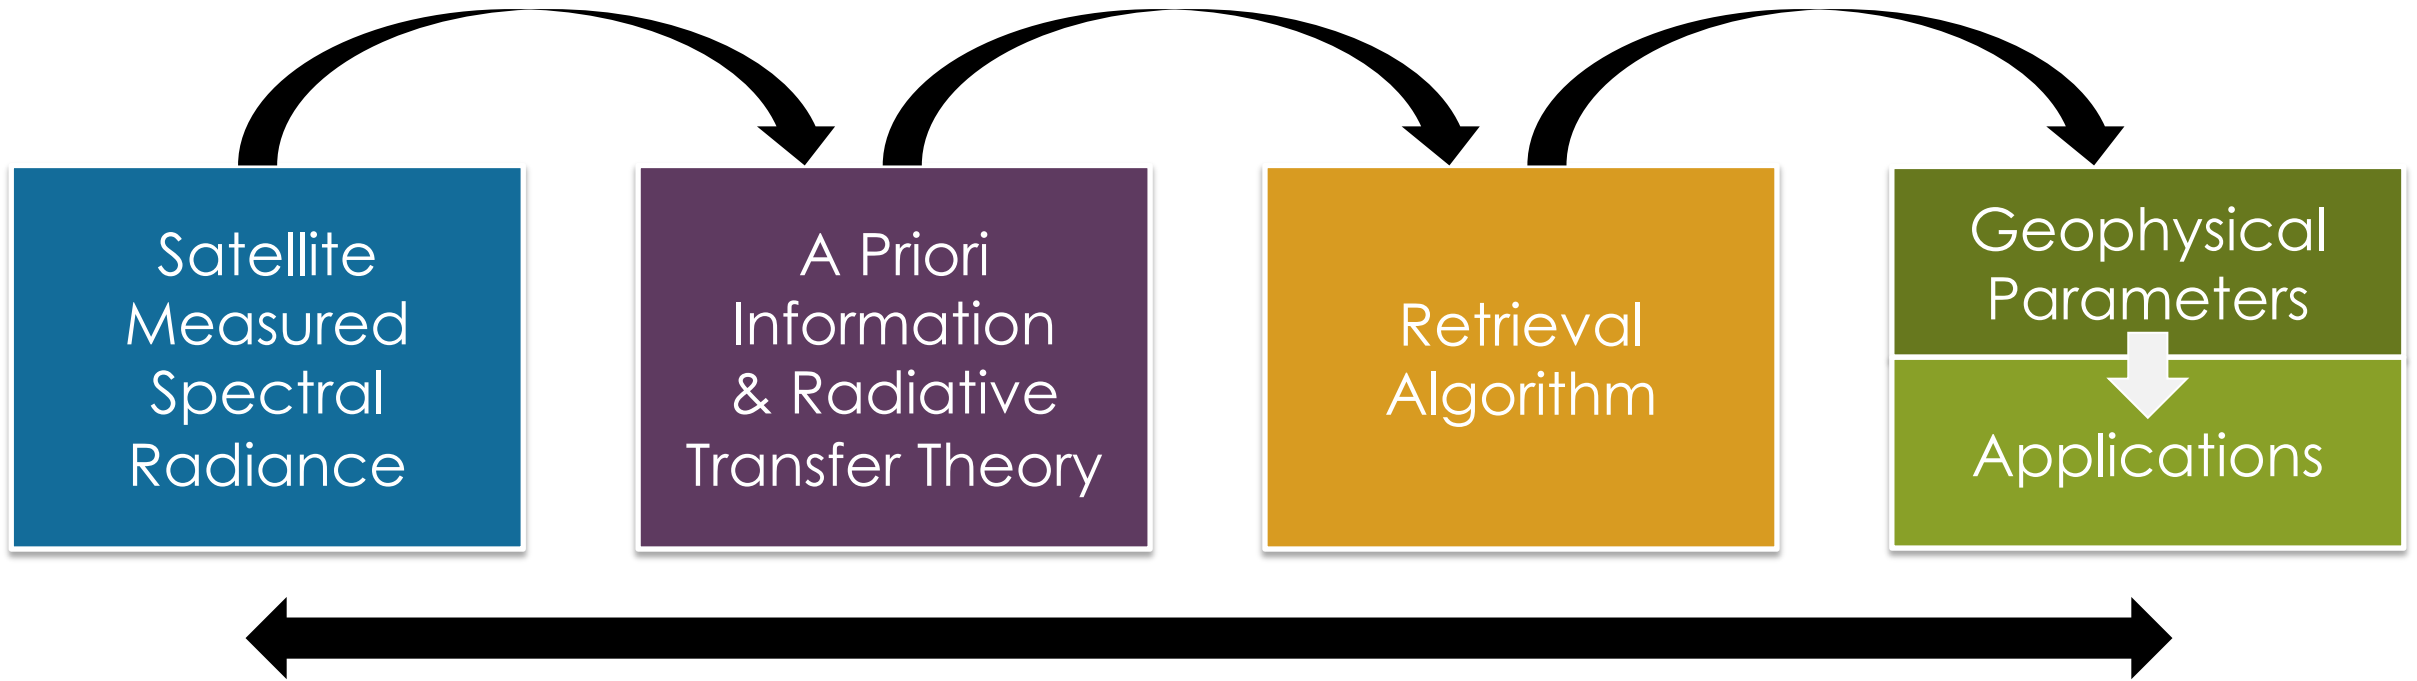 Satellite
Measured
Spectral
Radiance
A Priori
Information
& Radiative
Transfer Theory
Retrieval
Algorithm
Geophysical
Parameters
Applications